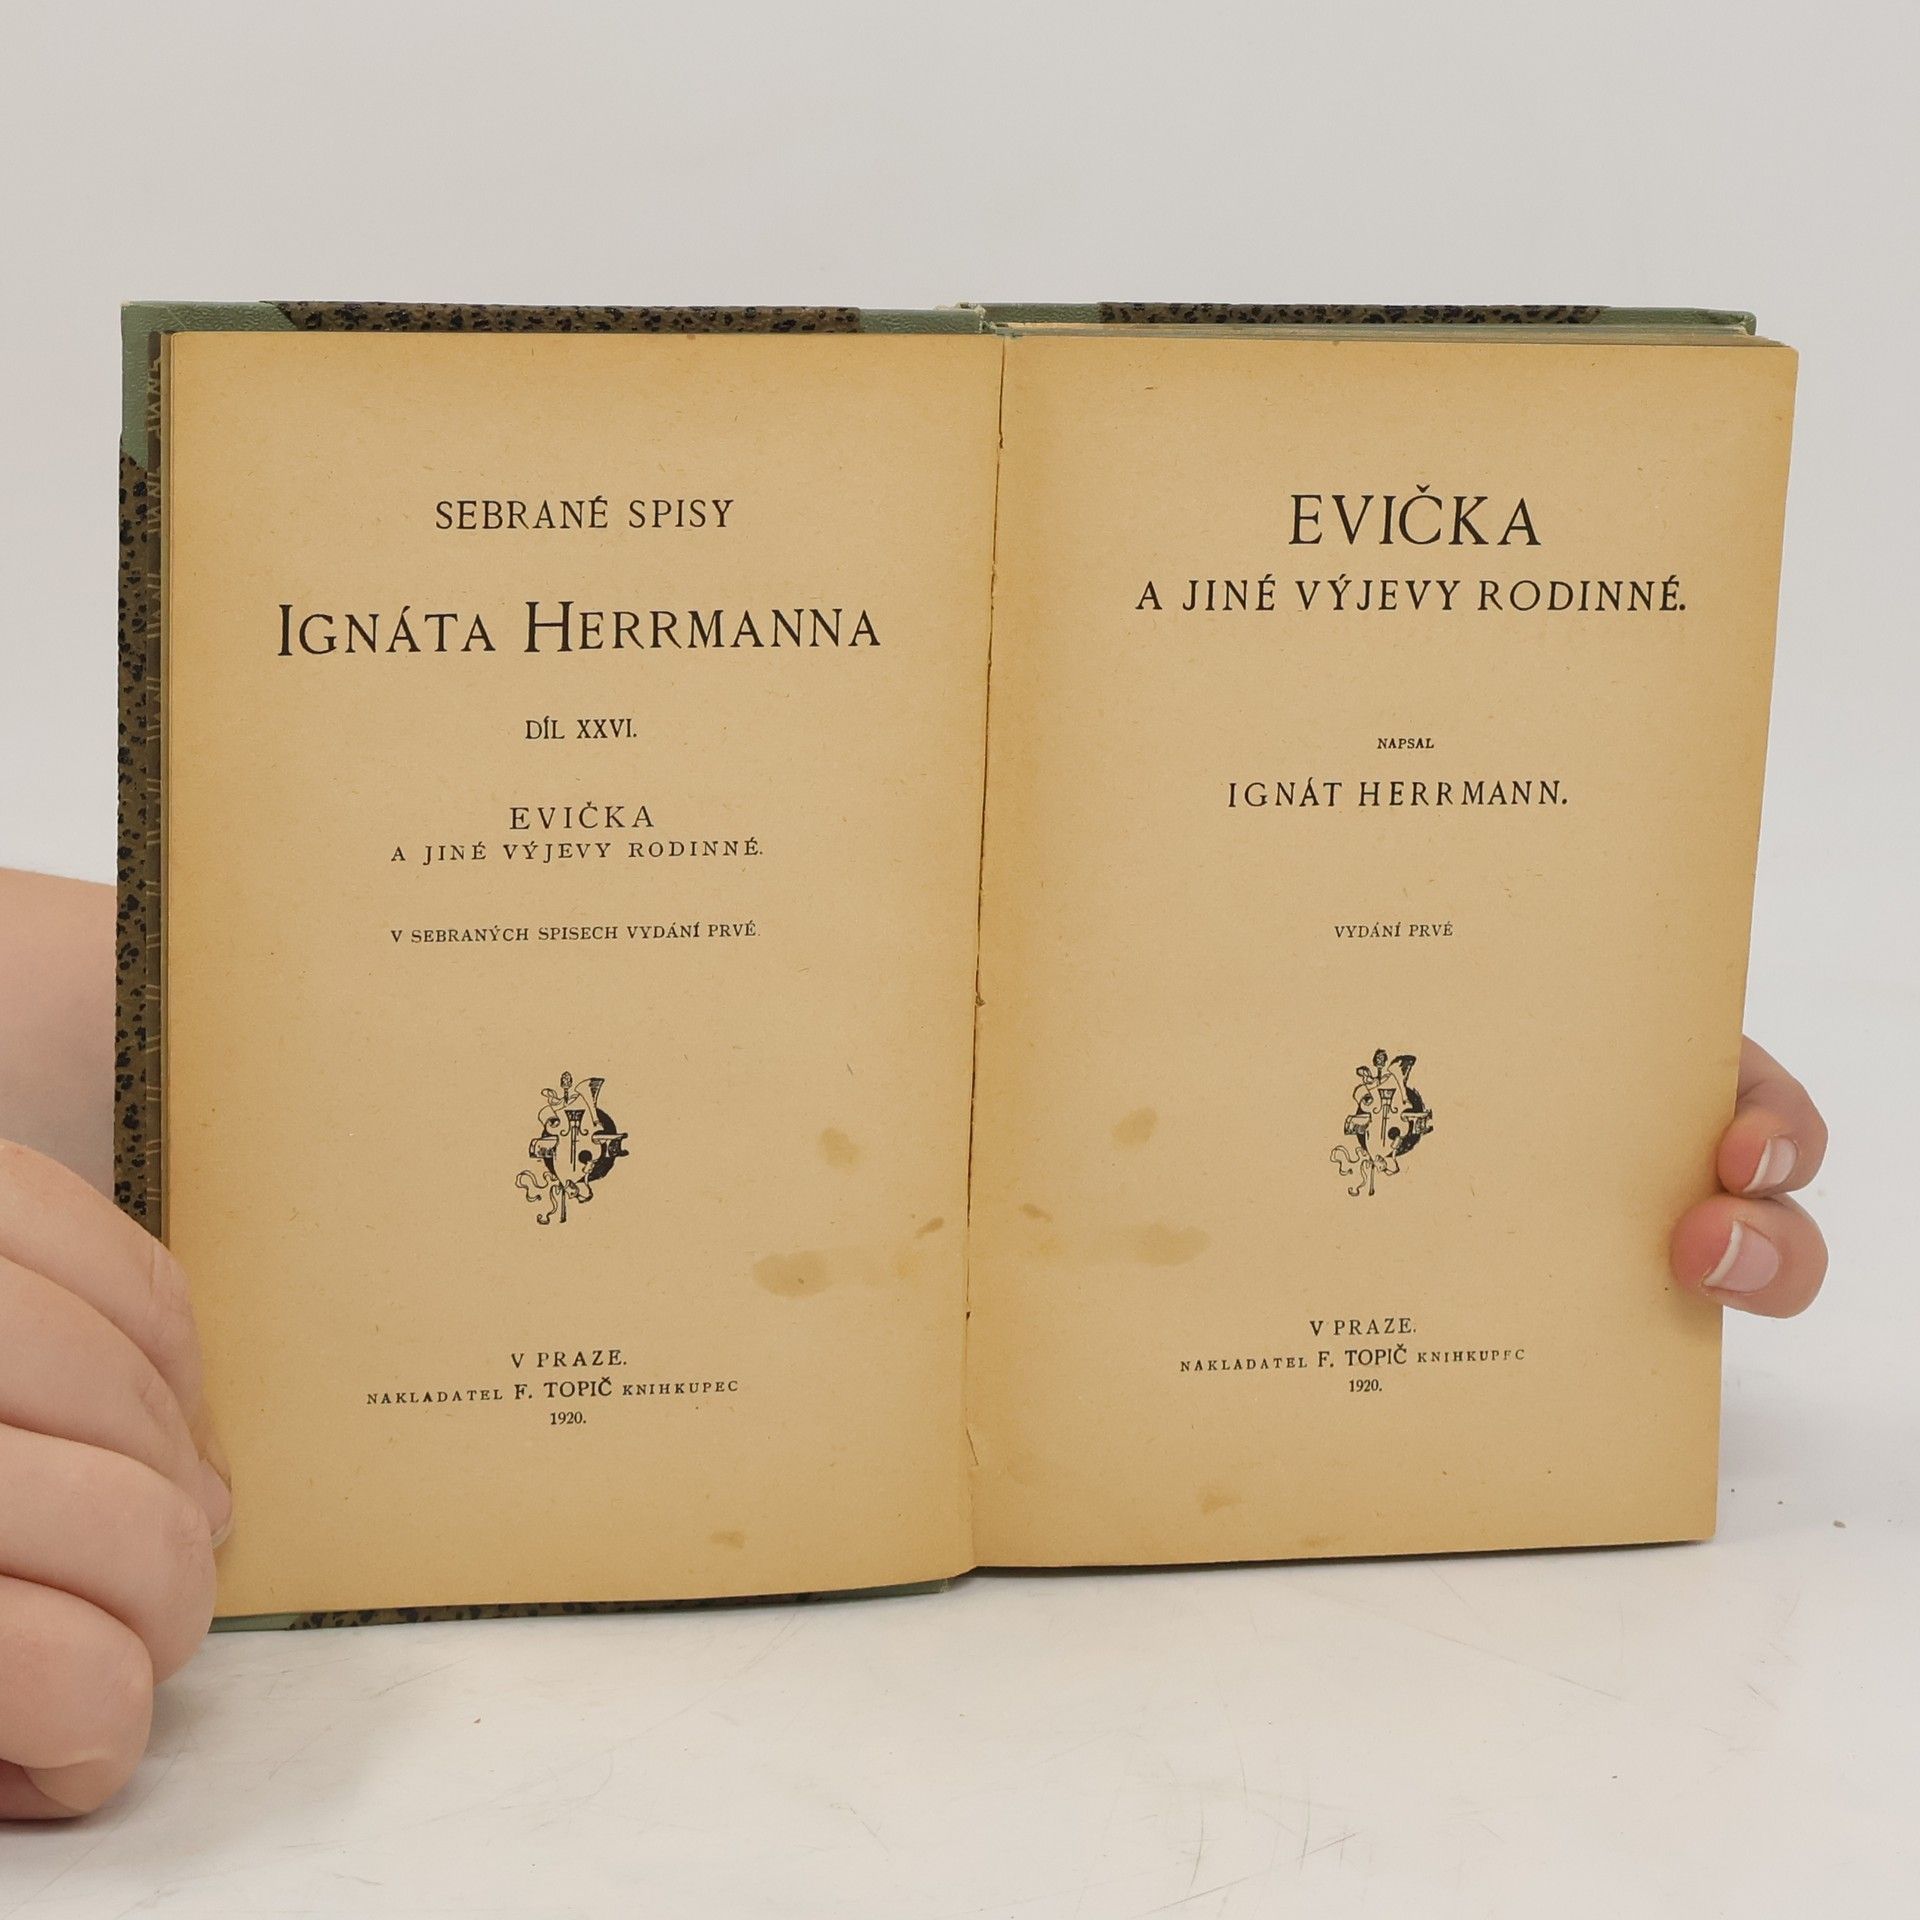 SEBRANÉ SPISY
IGNÁTA HERRMANNA
DÍL XXVI.
EVIČKA
A JINÉ VÝJEVY RODINNÉ.
V SEBRANÝCH SPISECH VYDÁNÍ PRVÉ.
V PRAZE.
NAKLADATEL F. TOPIČ KNIHKUPEC
1920.
EVIČKA
A JINÉ VÝJEVY RODINNÉ.
NAPSAL
IGNÁT HERRMANN.
VYDÁNÍ PRVÉ
V PRAZE.
NAKLADATEL F. TOPIČ KNIHKUPEC
1920.